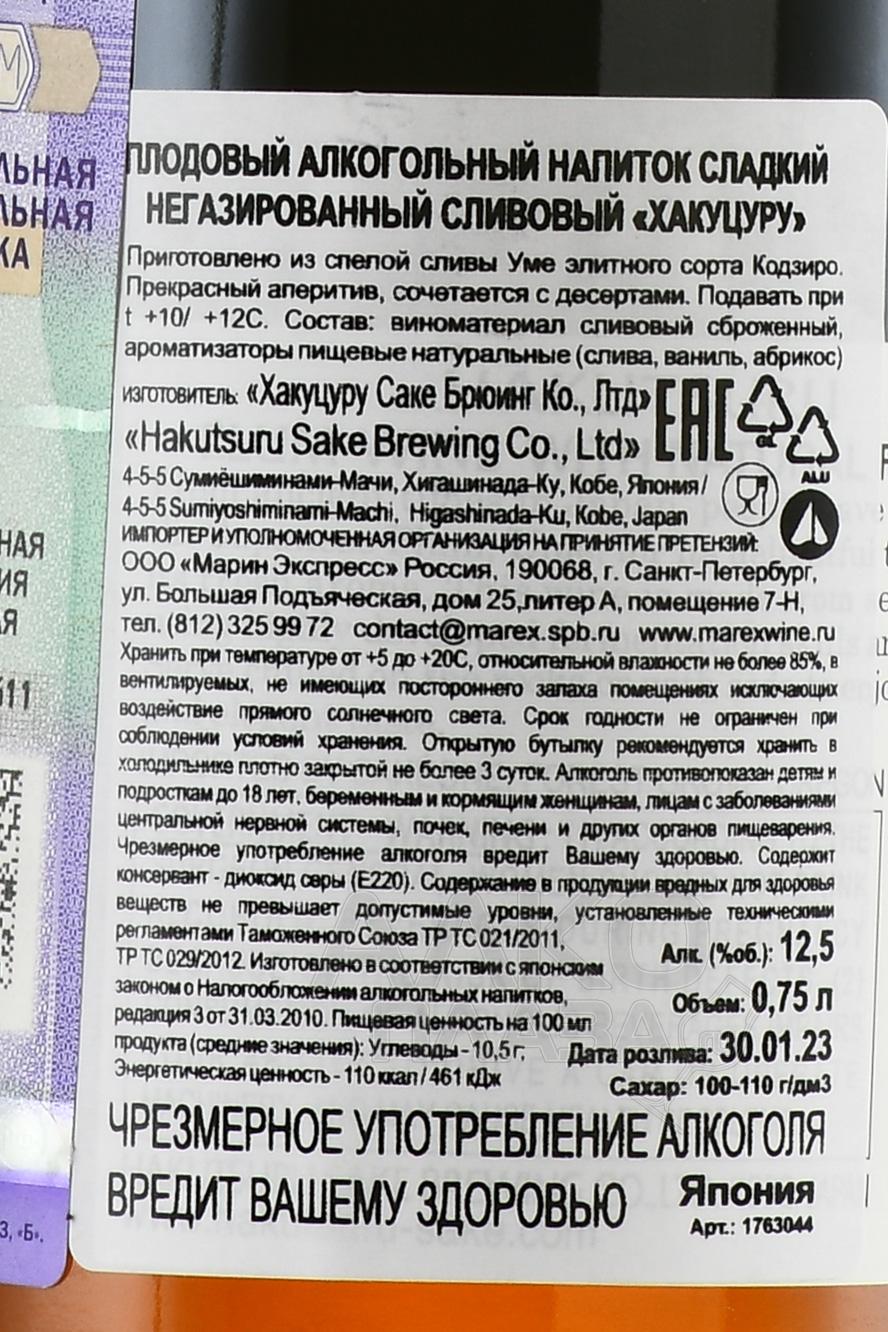 ПЛОДОВЫЙ АЛКОГОЛЬНЫЙ НАПИТОК СЛАДКИЙ
НЕГАЗИРОВАННЫЙ СЛИВОВЫЙ «ХАКУЦУРУ»
Приготовлено из спелой сливы Уме элитного сорта Кодзиро.
Прекрасный аперитив, сочетается с десертами. Подавать при
t +10/ +12С. Состав: виноматериал сливовый сброженный,
ароматизаторы пищевые натуральные (слива, ваниль, абрикос)
ИЗГОТОВИТЕЛЬ: «Хакуцуру Саке Брюинг Ко., Лтд»
«Hakutsuru Sake Brewing Co., Ltd»
EAC
GL
ALU
4-5-5 Сумиёшиминами-Мачи, Хигашинада-Ку, Кобе, Япония /
4-5-5 Sumiyoshiminami-Machi, Higashinada-Ku, Kobe, Japan
ИМПОРТЕР И УПОЛНОМОЧЕННАЯ ОРГАНИЗАЦИЯ НА ПРИНЯТИЕ ПРЕТЕНЗИЙ:
ООО «Марин Экспресс» Россия, 190068, г. Санкт-Петербург,
ул. Большая Подъяческая, дом 25,литер А, помещение 7-Н,
тел. (812) 325 99 72 contact@marex.spb.ru www.marexwine.ru
Хранить при температуре от +5 до +20С, относительной влажности не более 85%, в
вентилируемых, не имеющих постороннего запаха помещениях исключающих
воздействие прямого солнечного света. Срок годности не ограничен при
соблюдении условий хранения. Открытую бутылку рекомендуется хранить в
холодильнике плотно закрытой не более 3 суток. Алкоголь противопоказан детям и
подросткам до 18 лет, беременным и кормящим женщинам, лицам с заболеваниями
центральной нервной системы, почек, печени и других органов пищеварения.
Чрезмерное употребление алкоголя вредит Вашему здоровью. Содержит
консервант - диоксид серы (Е220). Содержание в продукции вредных для здоровья
веществ не превышает допустимые уровни, установленные техническими
регламентами Таможенного Союза ТР ТС 021/2011,
ТР ТС 029/2012. Изготовлено в соответствии с японским
законом о Налогообложении алкогольных напитков,
редакция 3 от 31.03.2010. Пищевая ценность на 100 мл
продукта (средние значения): Углеводы - 10,5 г;
Энергетическая ценность - 110 ккал / 461 кДж
Алк. (%об.): 12,5
Объем: 0,75 л
Дата розлива: 30.01.23
Сахар: 100-110 г/дм3
ЧРЕЗМЕРНОЕ УПОТРЕБЛЕНИЕ АЛКОГОЛЯ
ВРЕДИТ ВАШЕМУ ЗДОРОВЬЮ
Япония
Арт.: 1763044